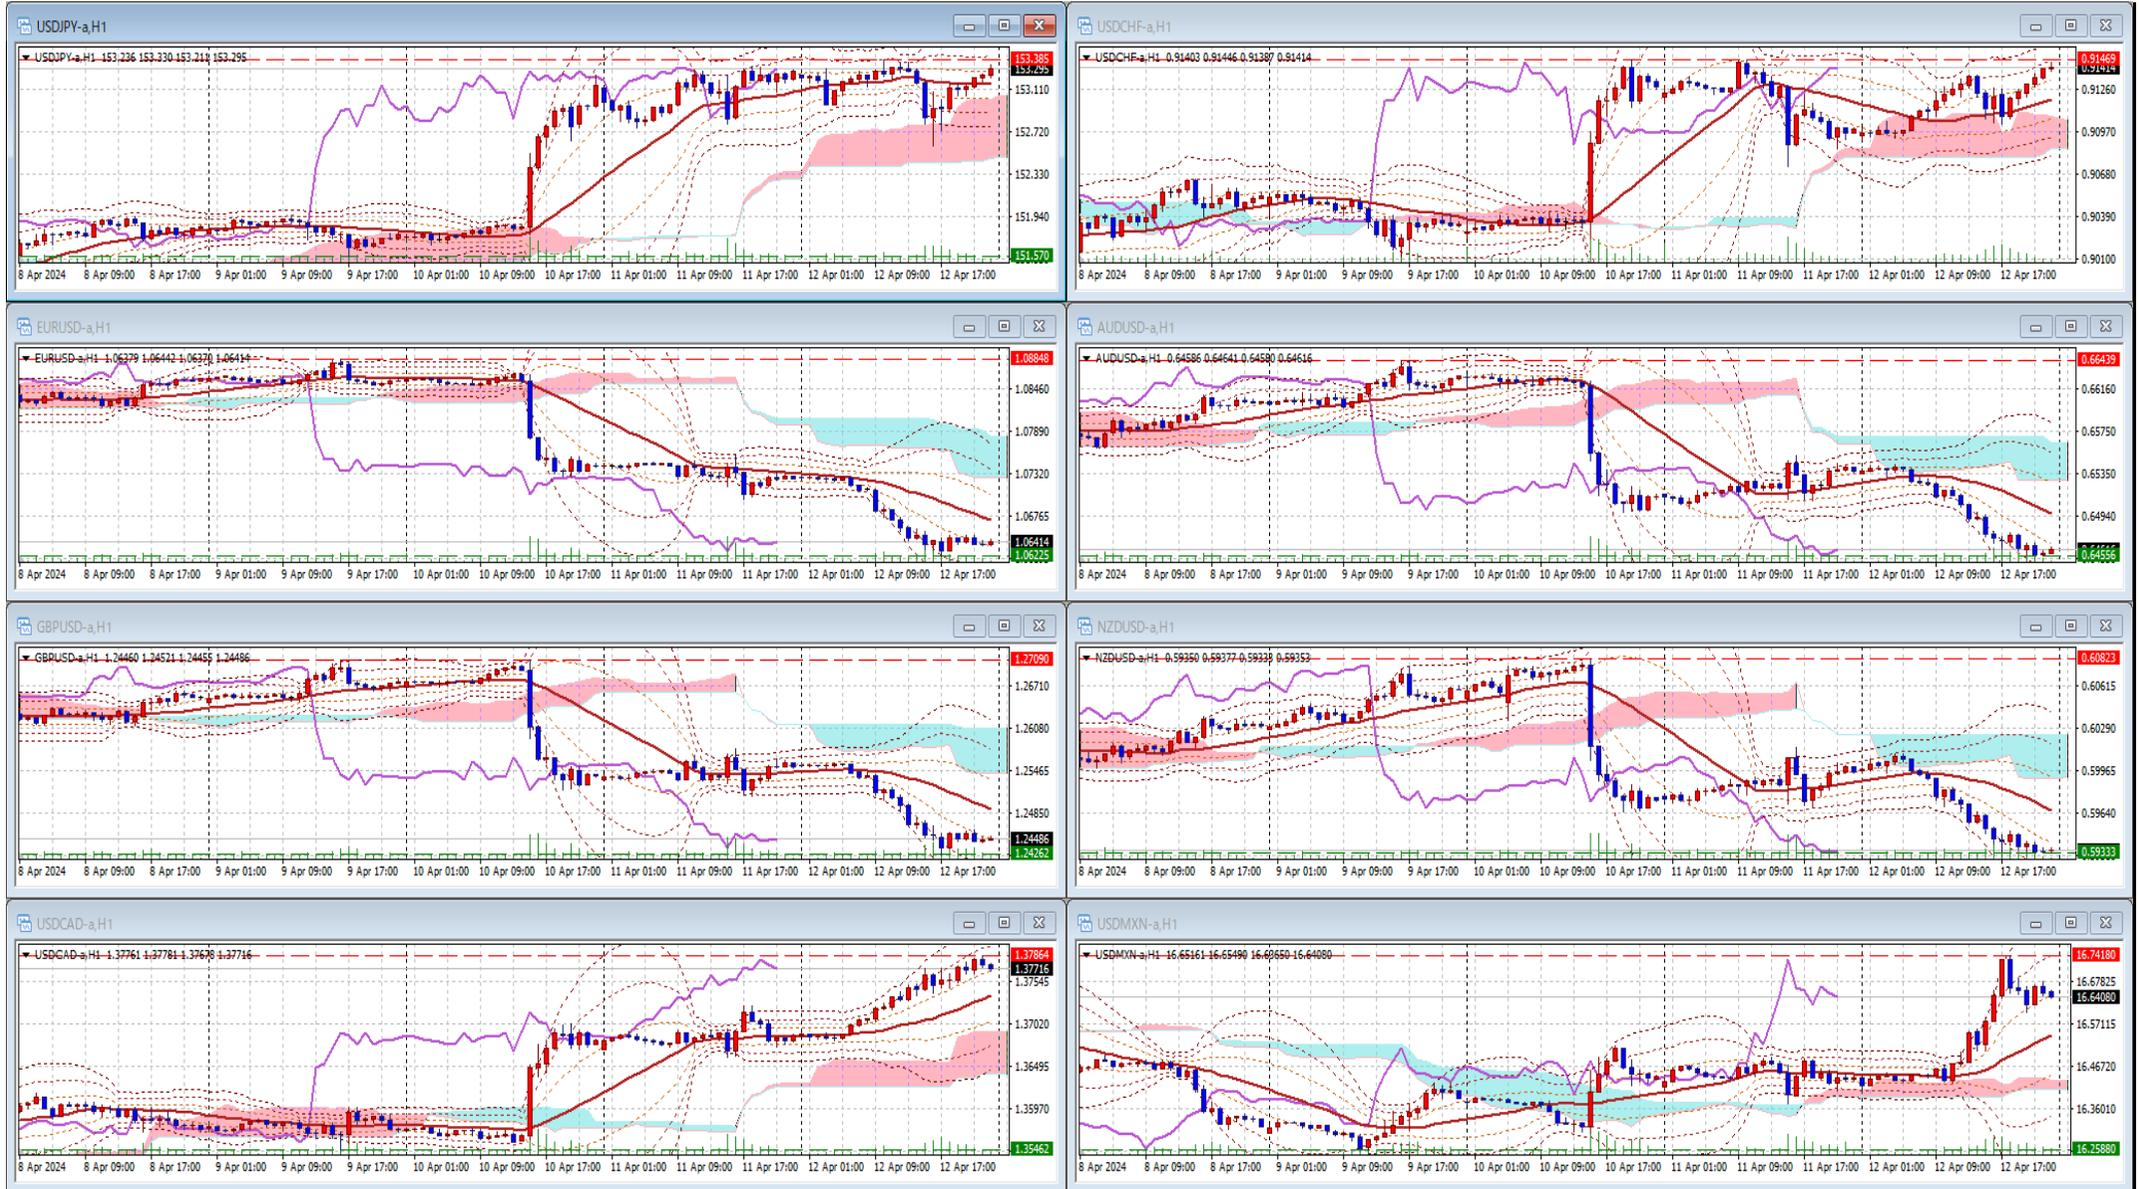 USDJPY-a,H1
USDJPY-a,H1 153.236 153.330 153.211 153.295
153.385
153.295
153.110
152.720
152.330
151.940
151.570
8 Apr 2024 8 Apr 09:00 8 Apr 17:00 9 Apr 01:00 9 Apr 09:00 9 Apr 17:00 10 Apr 01:00 10 Apr 09:00 10 Apr 17:00 11 Apr 01:00 11 Apr 09:00 11 Apr 17:00 12 Apr 01:00 12 Apr 09:00 12 Apr 17:00
USDCHF-a,H1
USDCHF-a,H1 0.91403 0.91446 0.91387 0.91414
0.91469
0.91414
0.91260
0.90970
0.90680
0.90390
0.90100
8 Apr 2024 8 Apr 09:00 8 Apr 17:00 9 Apr 01:00 9 Apr 09:00 9 Apr 17:00 10 Apr 01:00 10 Apr 09:00 10 Apr 17:00 11 Apr 01:00 11 Apr 09:00 11 Apr 17:00 12 Apr 01:00 12 Apr 09:00 12 Apr 17:00
EURUSD-a,H1
EURUSD-a,H1 1.06379 1.06442 1.06370 1.06414
1.08848
1.08460
1.07890
1.07320
1.06765
1.06414
1.06225
8 Apr 2024 8 Apr 09:00 8 Apr 17:00 9 Apr 01:00 9 Apr 09:00 9 Apr 17:00 10 Apr 01:00 10 Apr 09:00 10 Apr 17:00 11 Apr 01:00 11 Apr 09:00 11 Apr 17:00 12 Apr 01:00 12 Apr 09:00 12 Apr 17:00
AUDUSD-a,H1
AUDUSD-a,H1 0.64586 0.64641 0.64580 0.64616
0.66439
0.66160
0.65750
0.65350
0.64940
0.64556
8 Apr 2024 8 Apr 09:00 8 Apr 17:00 9 Apr 01:00 9 Apr 09:00 9 Apr 17:00 10 Apr 01:00 10 Apr 09:00 10 Apr 17:00 11 Apr 01:00 11 Apr 09:00 11 Apr 17:00 12 Apr 01:00 12 Apr 09:00 12 Apr 17:00
GBPUSD-a,H1
GBPUSD-a,H1 1.24460 1.24521 1.24455 1.24486
1.27090
1.26710
1.26080
1.25465
1.24850
1.24486
1.24262
8 Apr 2024 8 Apr 09:00 8 Apr 17:00 9 Apr 01:00 9 Apr 09:00 9 Apr 17:00 10 Apr 01:00 10 Apr 09:00 10 Apr 17:00 11 Apr 01:00 11 Apr 09:00 11 Apr 17:00 12 Apr 01:00 12 Apr 09:00 12 Apr 17:00
NZDUSD-a,H1
NZDUSD-a,H1 0.59350 0.59377 0.59333 0.59353
0.60823
0.60615
0.60290
0.59965
0.59640
0.59333
8 Apr 2024 8 Apr 09:00 8 Apr 17:00 9 Apr 01:00 9 Apr 09:00 9 Apr 17:00 10 Apr 01:00 10 Apr 09:00 10 Apr 17:00 11 Apr 01:00 11 Apr 09:00 11 Apr 17:00 12 Apr 01:00 12 Apr 09:00 12 Apr 17:00
USDCAD-a,H1
USDCAD-a,H1 1.37761 1.37781 1.37678 1.37716
1.37864
1.37716
1.37545
1.37020
1.36495
1.35970
1.35462
8 Apr 2024 8 Apr 09:00 8 Apr 17:00 9 Apr 01:00 9 Apr 09:00 9 Apr 17:00 10 Apr 01:00 10 Apr 09:00 10 Apr 17:00 11 Apr 01:00 11 Apr 09:00 11 Apr 17:00 12 Apr 01:00 12 Apr 09:00 12 Apr 17:00
USDMXN-a,H1
USDMXN-a,H1 16.65161 16.65490 16.63650 16.64080
16.74180
16.67825
16.64080
16.57115
16.46720
16.36010
16.25880
8 Apr 2024 8 Apr 09:00 8 Apr 17:00 9 Apr 01:00 9 Apr 09:00 9 Apr 17:00 10 Apr 01:00 10 Apr 09:00 10 Apr 17:00 11 Apr 01:00 11 Apr 09:00 11 Apr 17:00 12 Apr 01:00 12 Apr 09:00 12 Apr 17:00